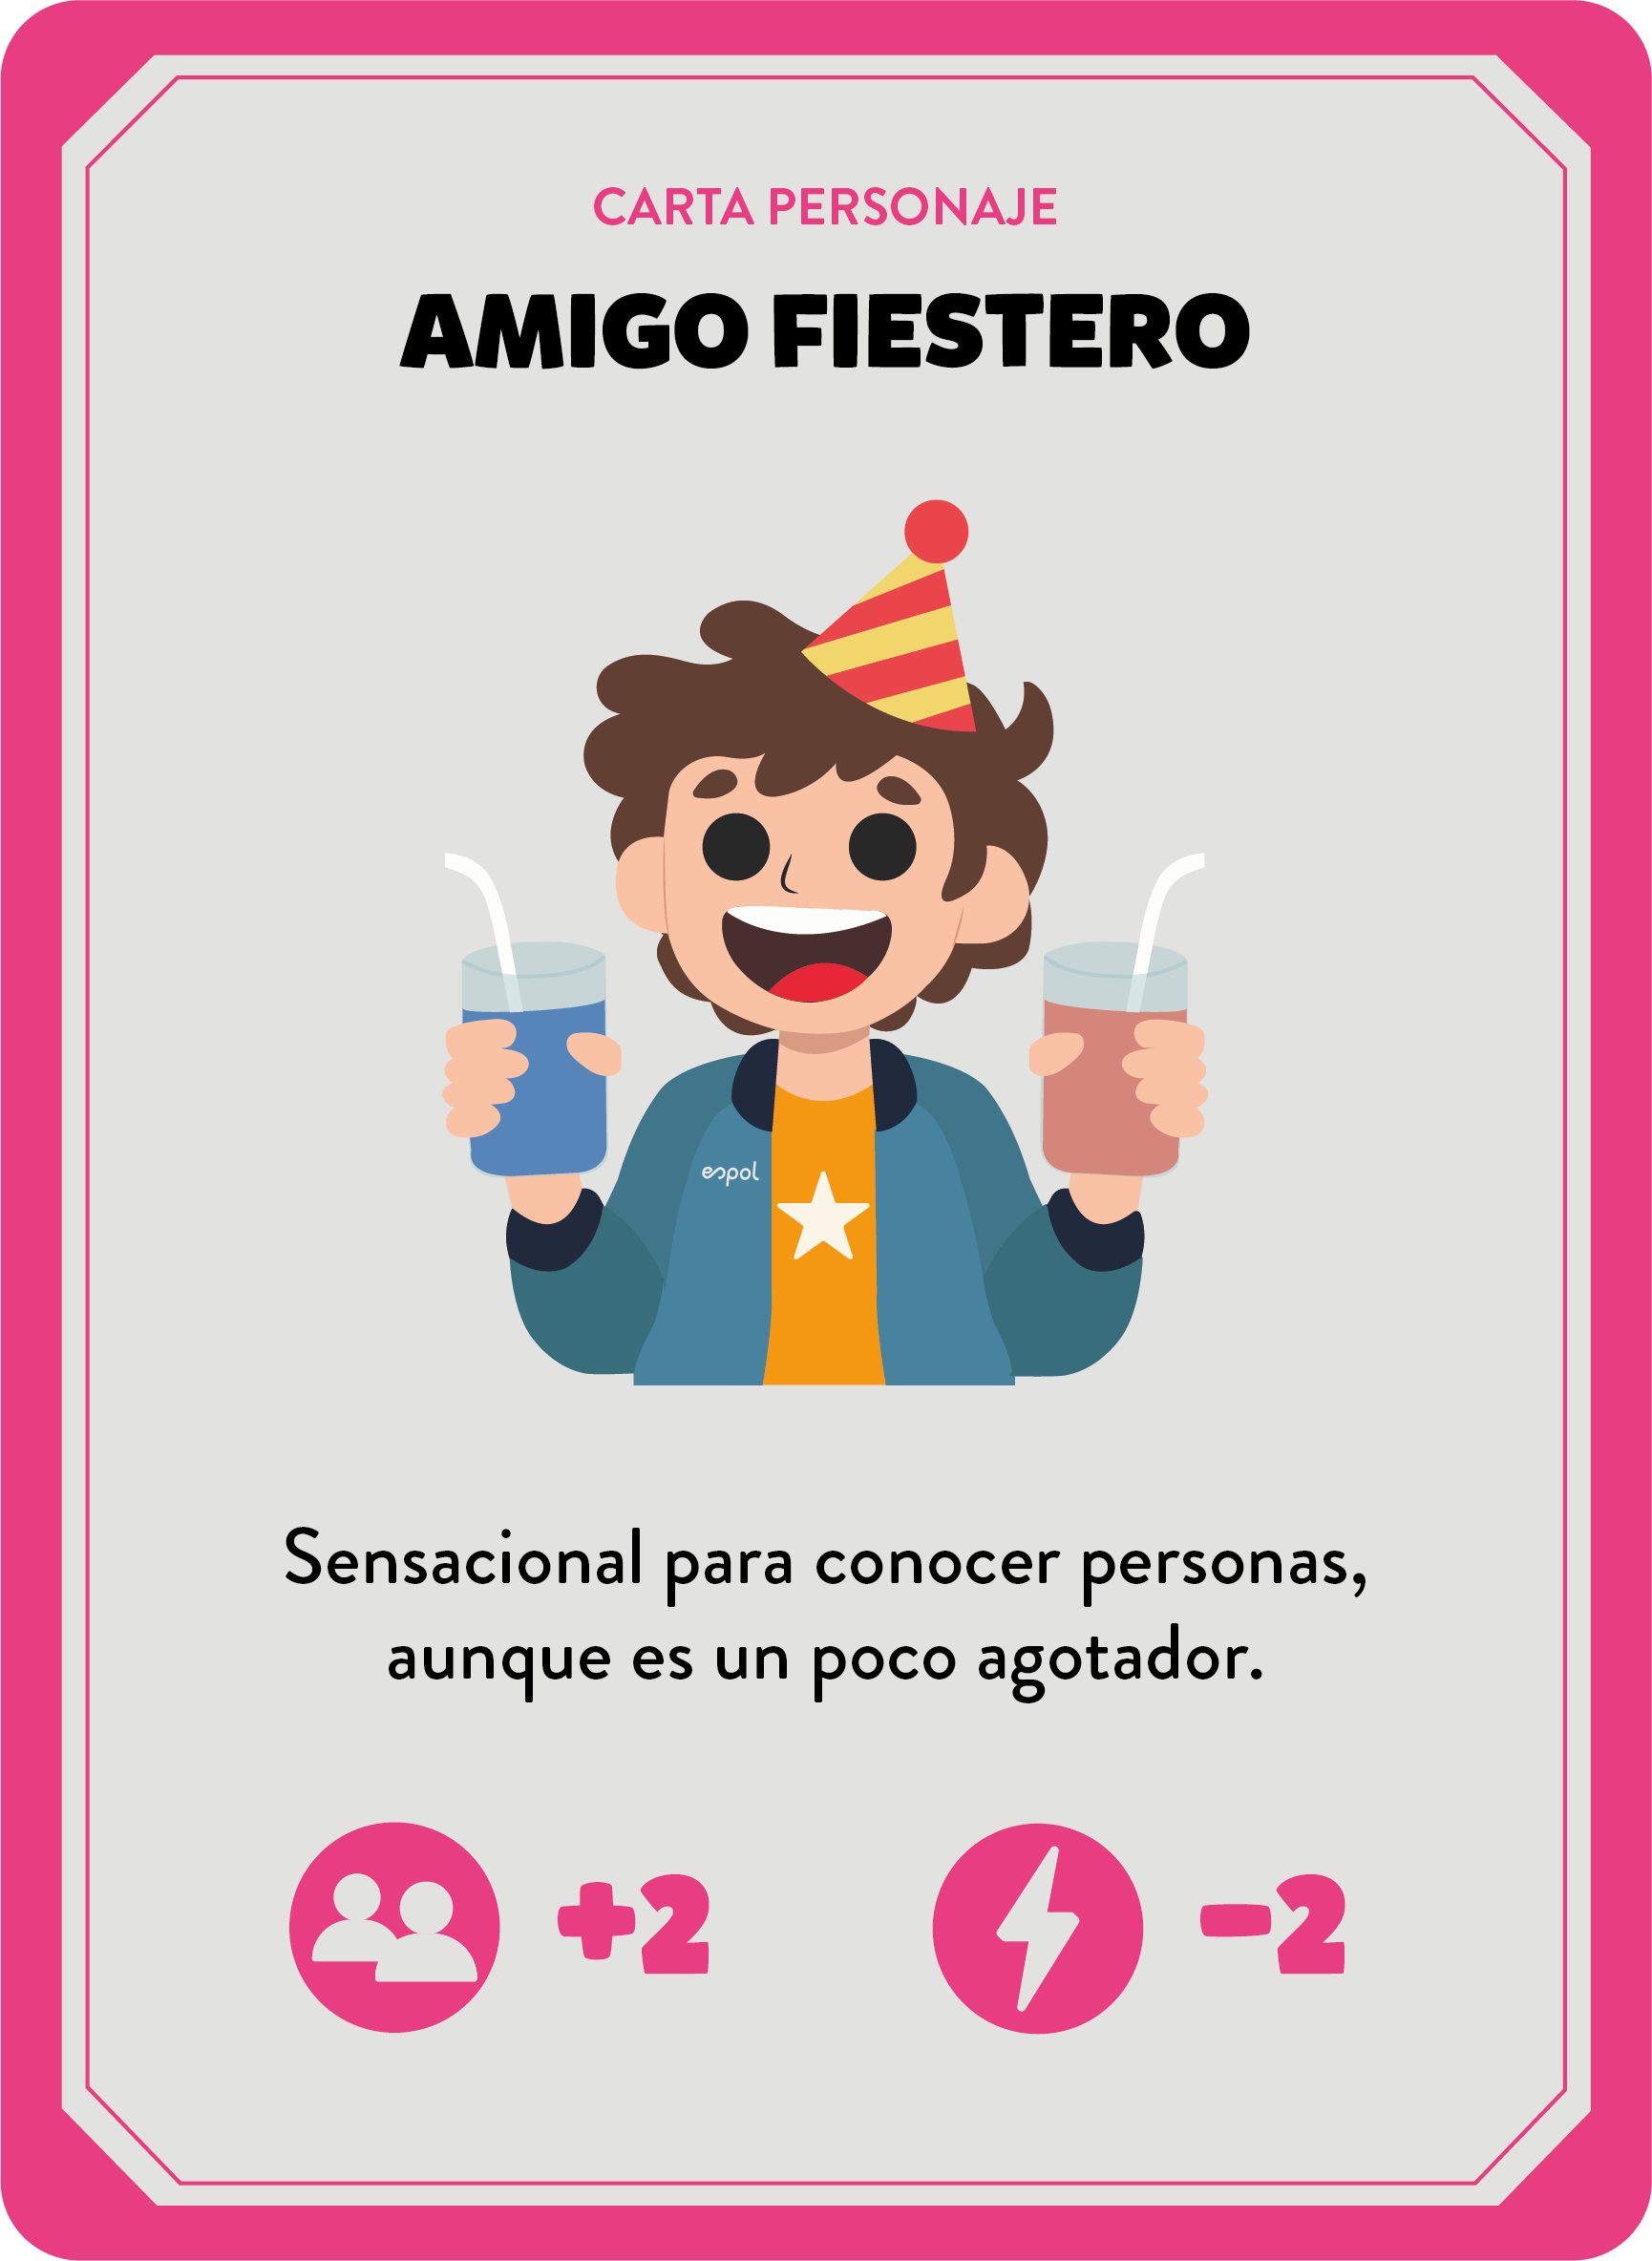 CARTA PERSONAJE
AMIGO FIESTERO
espol
Sensacional para conocer personas,
aunque es un poco agotador.
+2
-2